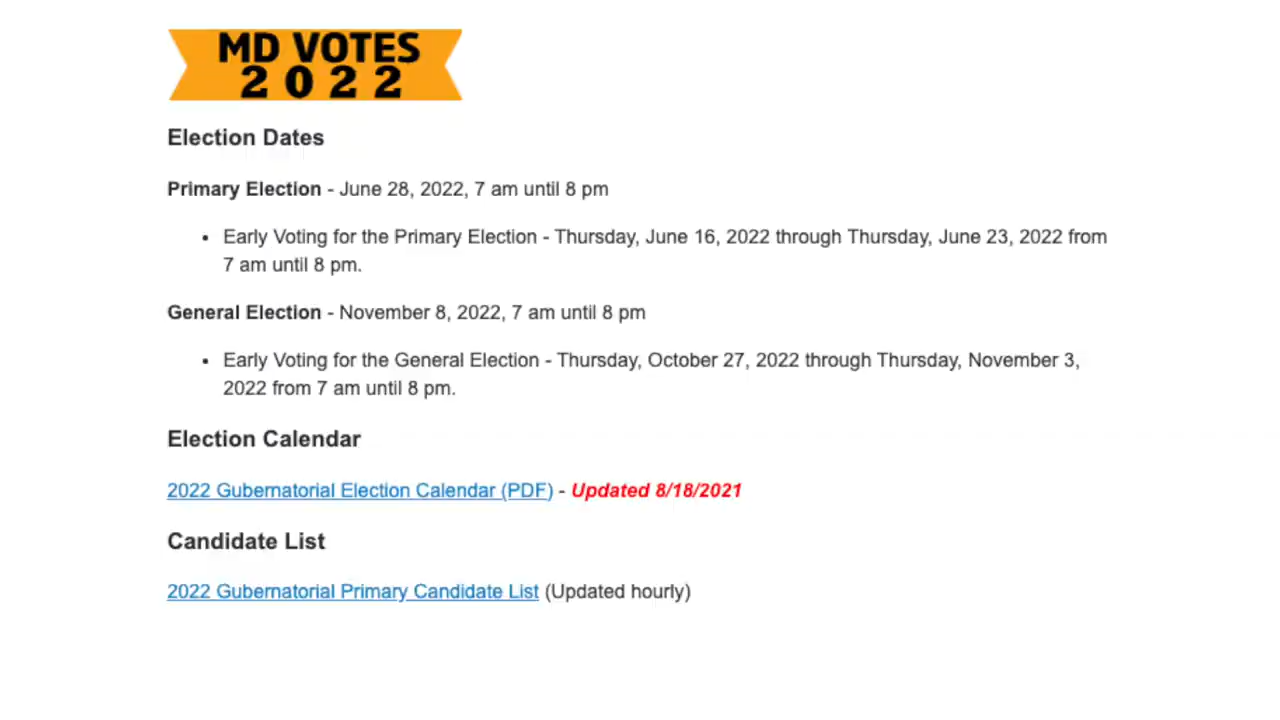 MD VOTES
2022
Election Dates
Primary Election - June 28, 2022, 7 am until 8 pm
• Early Voting for the Primary Election - Thursday, June 16, 2022 through Thursday, June 23, 2022 from
7 am until 8 pm.
General Election - November 8, 2022, 7 am until 8 pm
• Early Voting for the General Election - Thursday, October 27, 2022 through Thursday, November 3,
2022 from 7 am until 8 pm.
Election Calendar
2022 Gubernatorial Election Calendar (PDF) - Updated 8/18/2021
Candidate List
2022 Gubernatorial Primary Candidate List (Updated hourly)